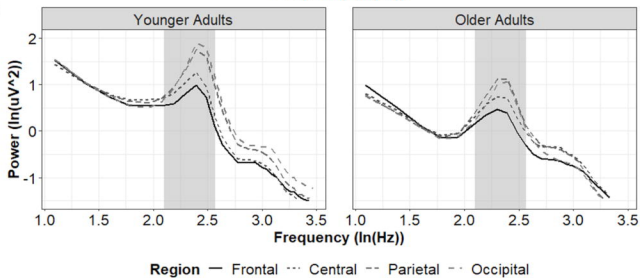 Younger Adults
Older Adults
Power (ln(uV^2))
2
1
0
-1
1.0 1.5 2.0 2.5 3.0 3.5
1.0 1.5 2.0 2.5 3.0 3.5
Frequency (ln(Hz))
Region Frontal Central Parietal Occipital